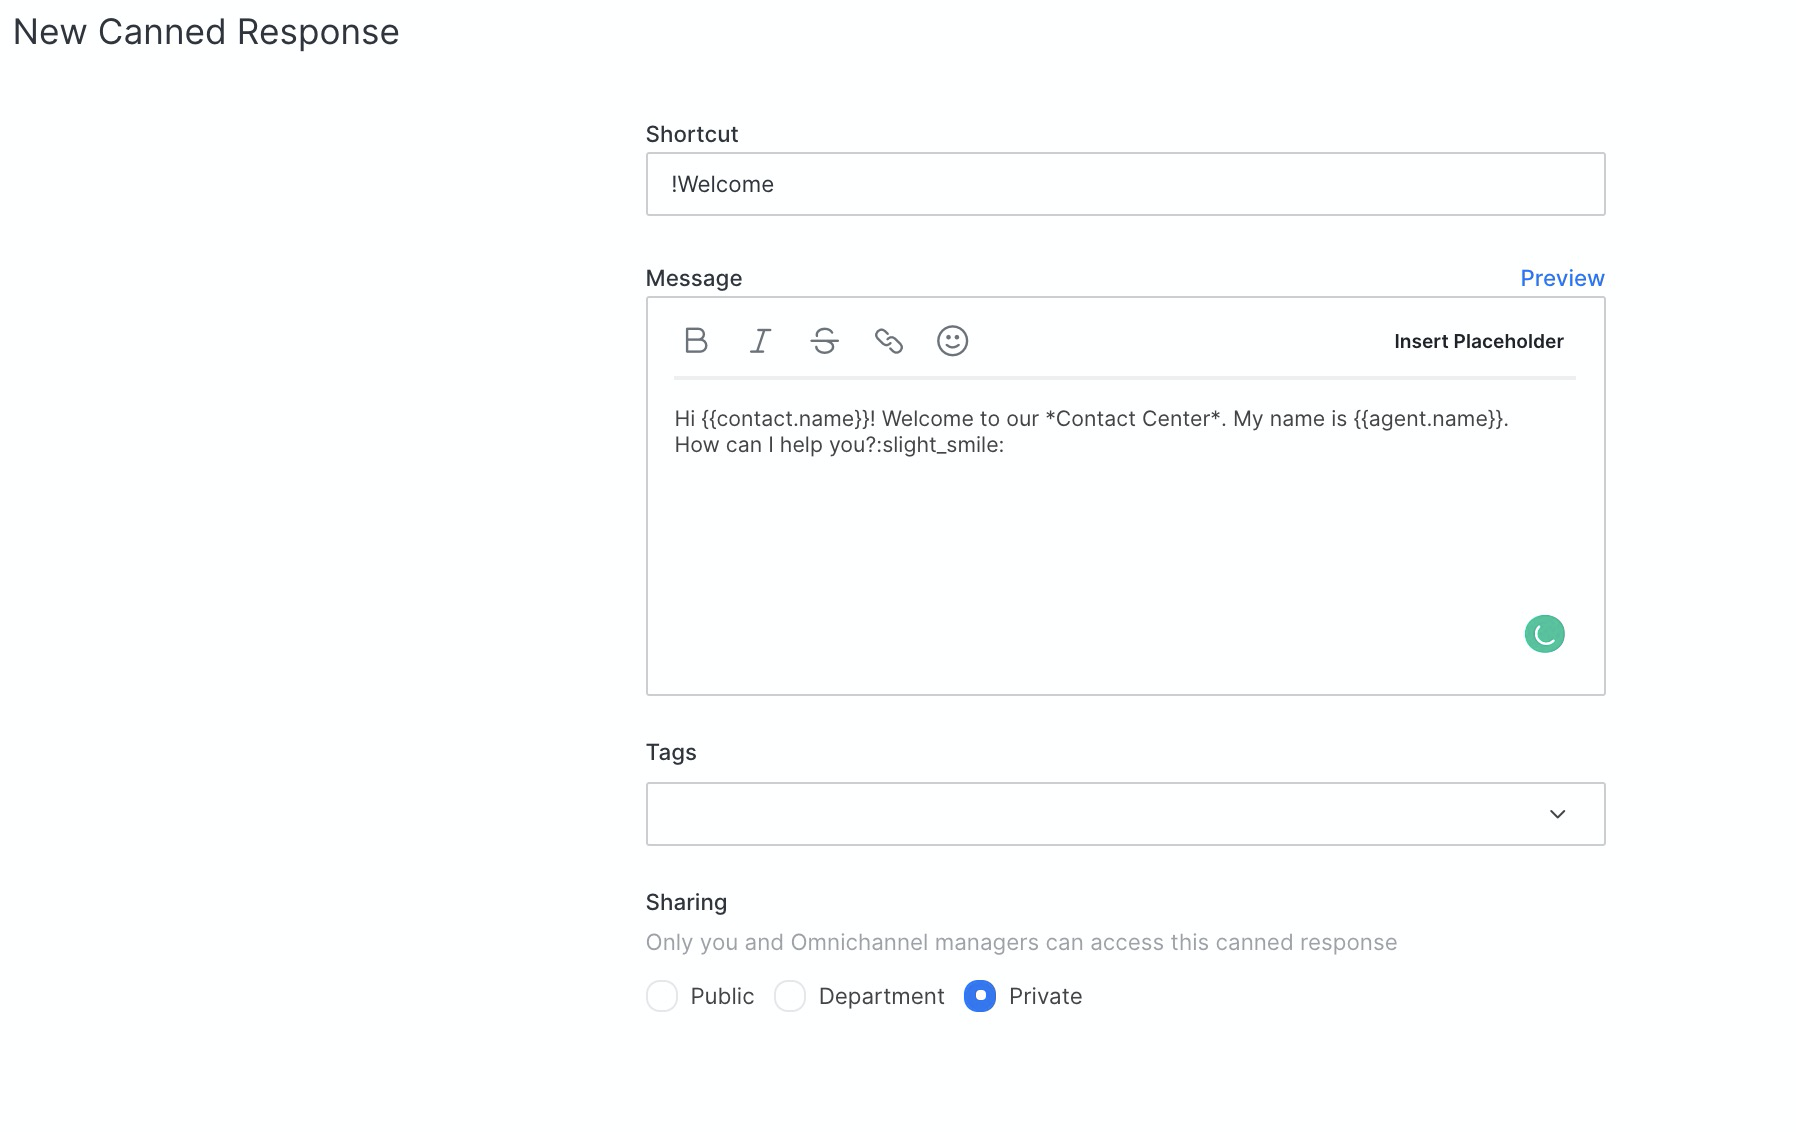 New Canned Response
Shortcut
!Welcome
Message
Preview
Insert Placeholder
Hi {{contact.name}}! Welcome to our *Contact Center*. My name is {{agent.name}}.
How can I help you?:slight_smile:
Tags
Sharing
Only you and Omnichannel managers can access this canned response
Public
Department
Private